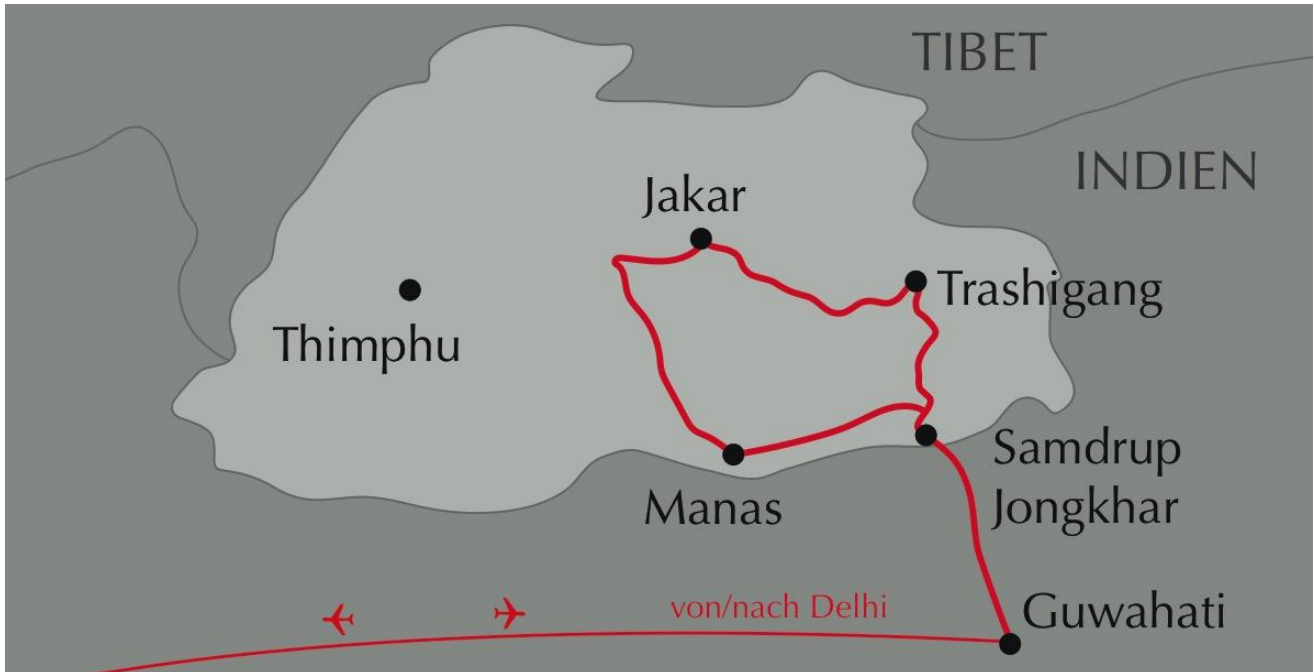 TIBET
INDIEN
Jakar
Trashigang
Thimphu
Samdrup
Jongkhar
Manas
von/nach Delhi
Guwahati